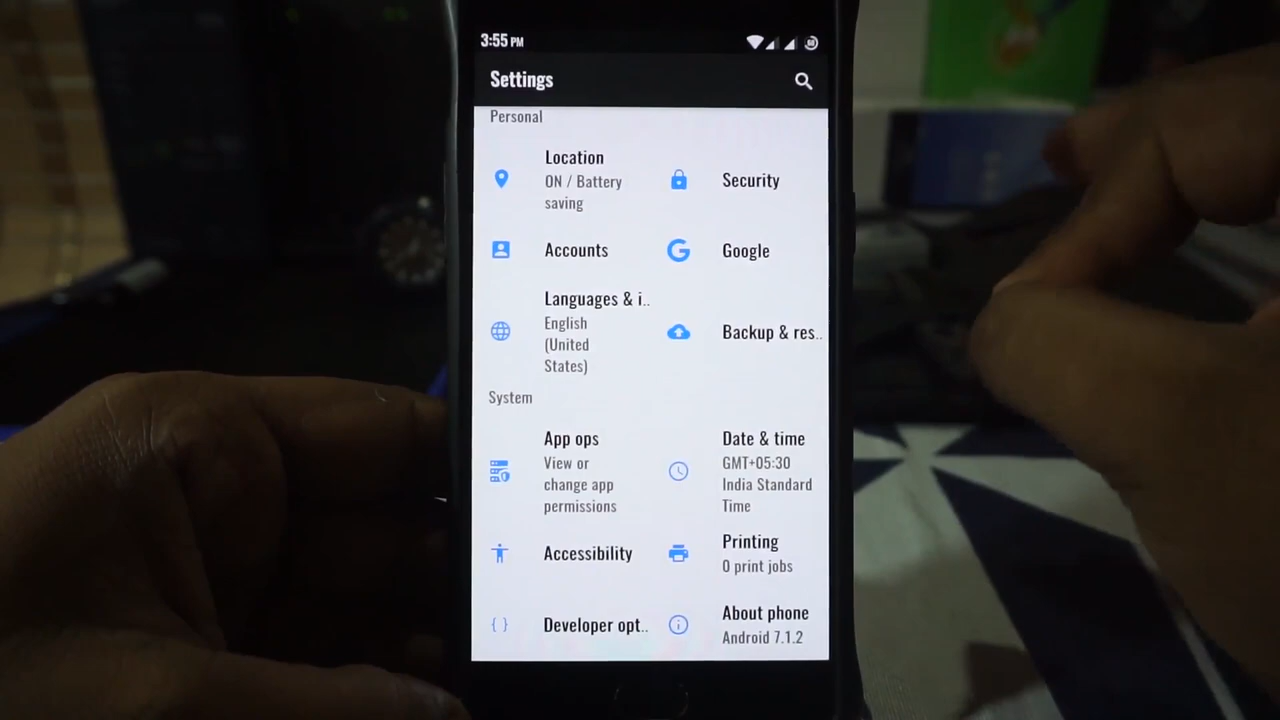 3:55 PM
Settings
Personal
Location
ON / Battery
saving
Security
Accounts
Google
Languages & i..
English
(United
States)
Backup & res..
System
App ops
View or
change app
permissions
Date & time
GMT+05:30
India Standard
Time
Accessibility
Printing
0 print jobs
Developer opt..
About phone
Android 7.1.2